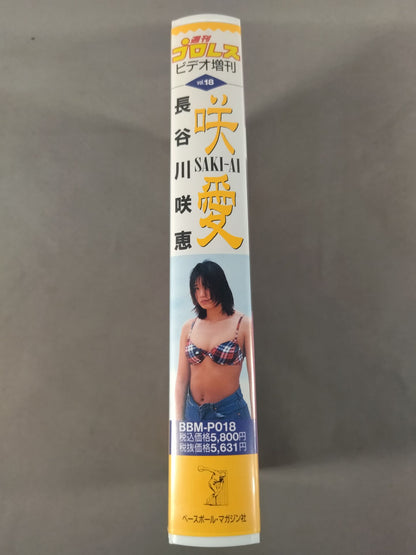 週刊
プロレス
ビデオ増刊
vol.18
咲愛
SAKI-AI
長谷川咲恵
BBM-P018
税込価格5,800円
税抜価格5,631円
ベースボール・マガジン社